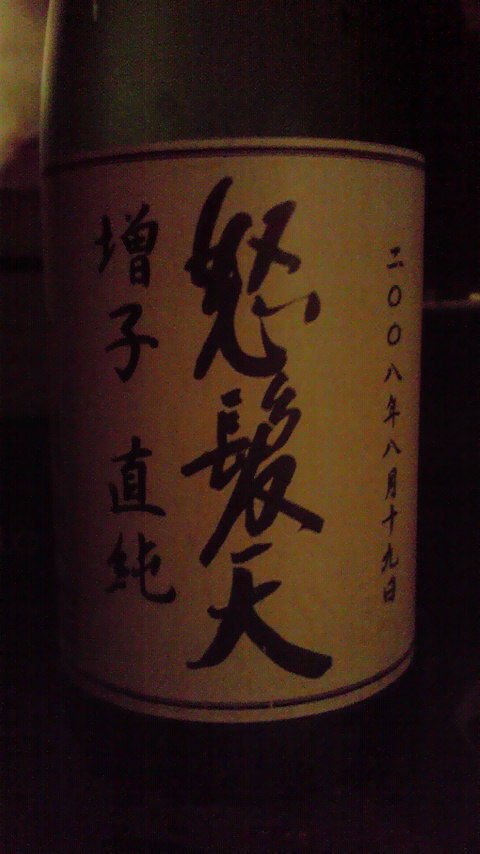 二〇〇八年八月十九日
怒髪天
増子 直純